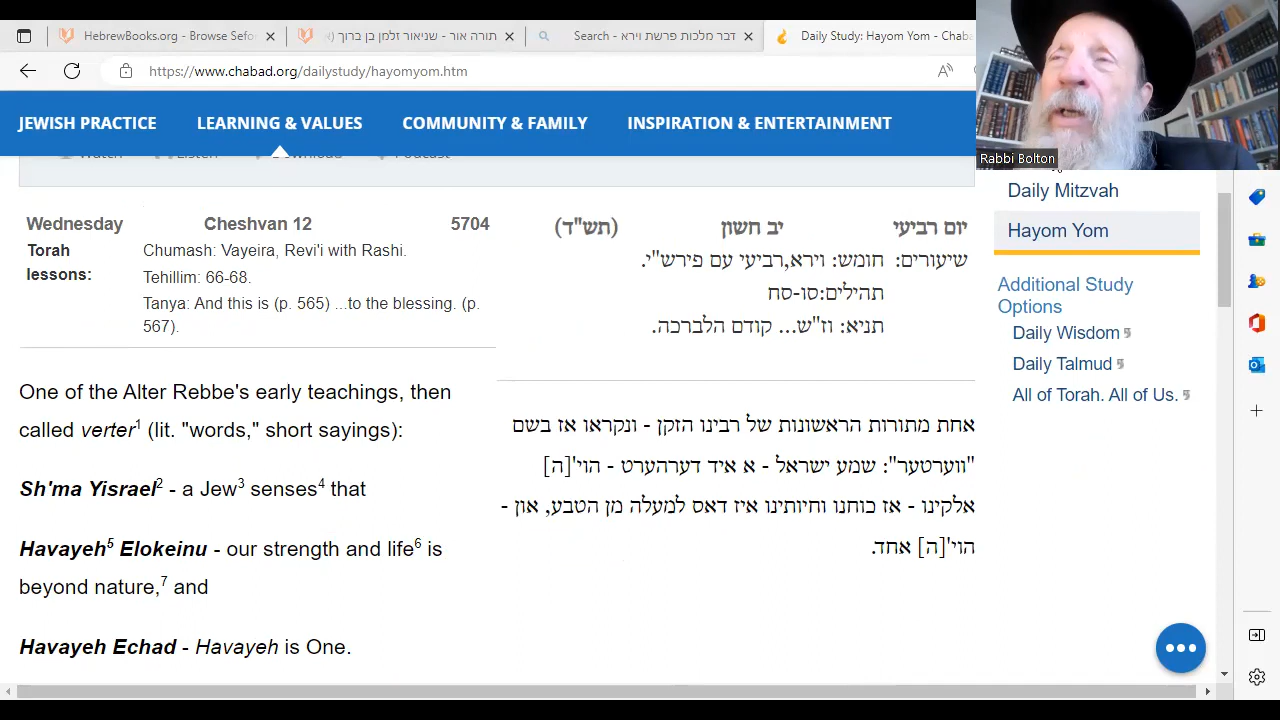 HebrewBooks.org - Browse Sefo
תורה אור - שניאור זלמן בן ברוך (א
דבר מלכות פרשת וירא - Search
Daily Study: Hayom Yom - Chab
https://www.chabad.org/dailystudy/hayomyom.htm
JEWISH PRACTICE LEARNING & VALUES COMMUNITY & FAMILY INSPIRATION & ENTERTAINMENT
Rabbi Bolton
Watch Listen Download Podcast
Wednesday Cheshvan 12 5704
Torah lessons:
Chumash: Vayeira, Revi'i with Rashi.
Tehillim: 66-68.
Tanya: And this is (p. 565) ...to the blessing. (p.
567).
One of the Alter Rebbe's early teachings, then
called verter1 (lit. "words," short sayings):
Sh'ma Yisrael2 - a Jew3 senses4 that
Havayeh5 Elokeinu - our strength and life6 is
beyond nature,7 and
Havayeh Echad - Havayeh is One.
יום רביעי יב חשון (תש"ד)
שיעורים: חומש: וירא,רביעי עם פירש"י.
תהילים:סו-סח
תניא: וז"ש... קודם הלברכה.
אחת מתורות הראשונות של רבינו הזקן - ונקראו אז בשם
"ווערטער": שמע ישראל - א איד דערהערט - הוי'[ה]
אלקינו - אז כוחנו וחיותינו איז דאס למעלה מן הטבע, און -
הוי'[ה] אחד.
Daily Mitzvah
Hayom Yom
Additional Study
Options
Daily Wisdom
Daily Talmud
All of Torah. All of Us.